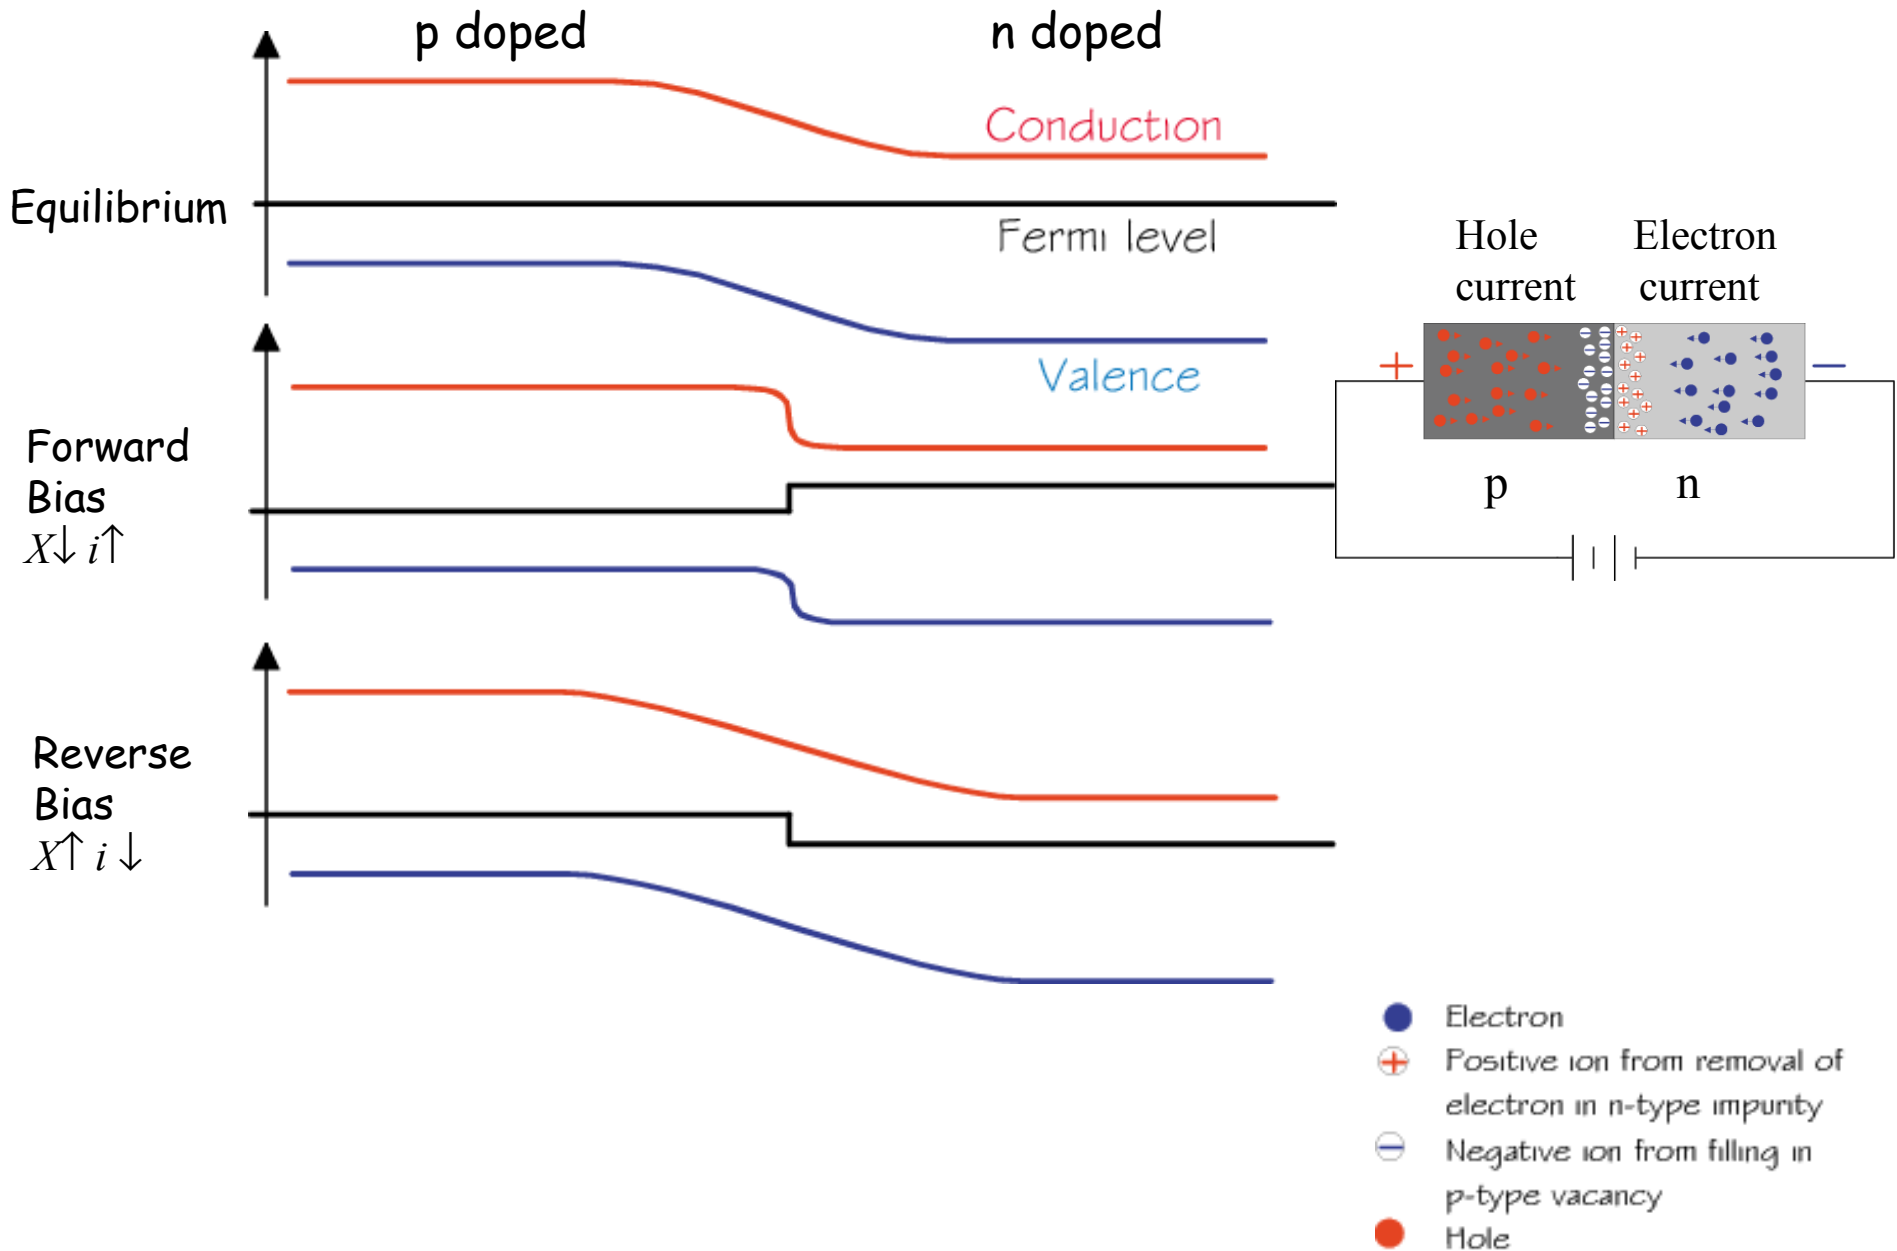 p doped
n doped
Conduction
Equilibrium
Fermi level
Valence
Forward
Bias
X↓ i↑
Reverse
Bias
X↑ i↓
Hole
current
Electron
current
+
−
p
n
Electron
Positive ion from removal of
electron in n-type impurity
Negative ion from filling in
p-type vacancy
Hole